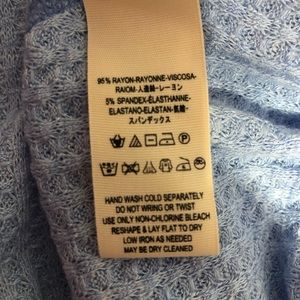 95% RAYON-RAYONNE-VISCOSA-
RAIOM-人造絲-レーヨン
5% SPANDEX-ÉLASTHANNE-
ELASTANO-ELASTAN-氨綸-
スパンデックス
HAND WASH COLD SEPARATELY
DO NOT WRING OR TWIST
USE ONLY NON-CHLORINE BLEACH
RESHAPE & LAY FLAT TO DRY
LOW IRON AS NEEDED
MAY BE DRY CLEANED